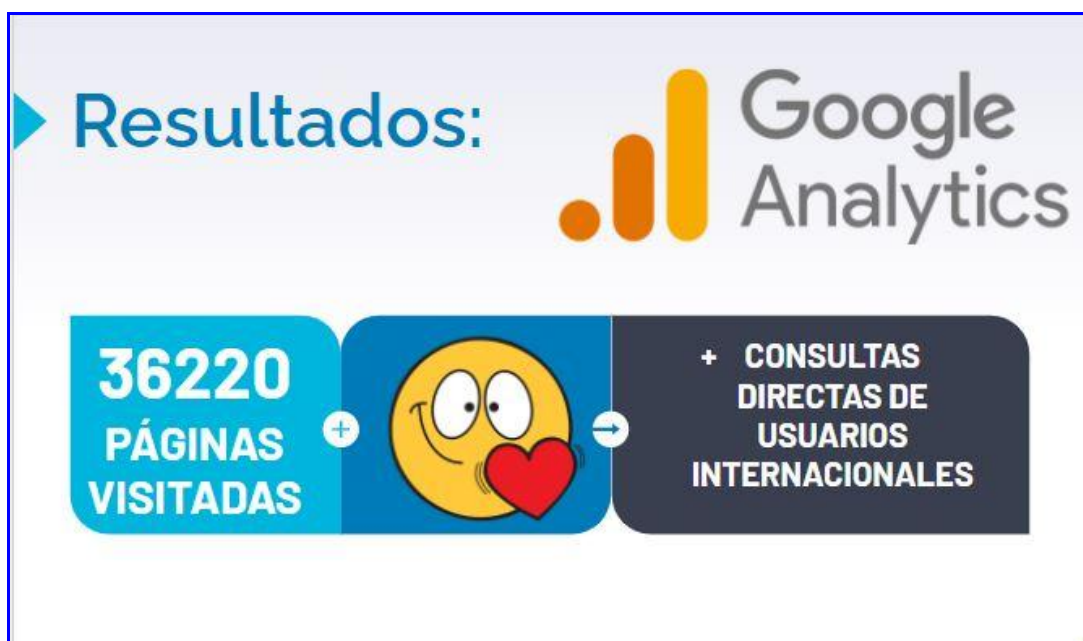 Resultados:
Google
Analytics
36220
PÁGINAS
VISITADAS
+ CONSULTAS
DIRECTAS DE
USUARIOS
INTERNACIONALES